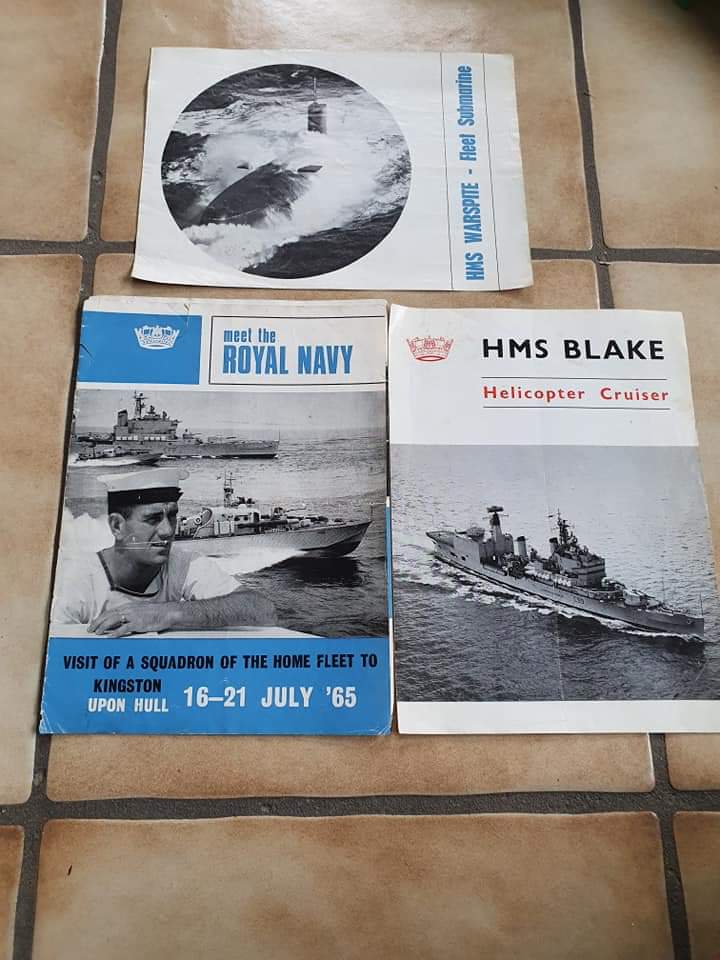 HMS WARSPITE - Fleet Submarine
meet the
ROYAL NAVY
VISIT OF A SQUADRON OF THE HOME FLEET TO
KINGSTON
UPON HULL 16–21 JULY '65
HMS BLAKE
Helicopter Cruiser
C99